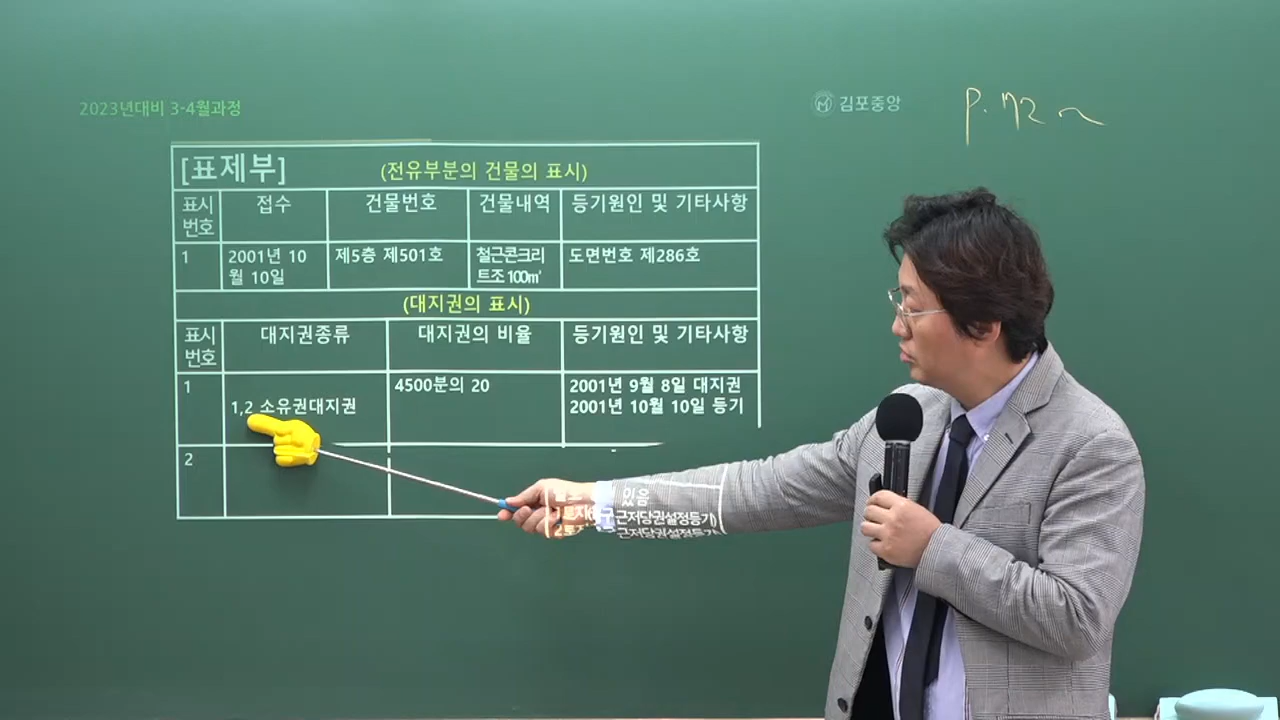 2023년대비 3-4월과정
김포중앙
p. 72 ~
[표제부] (전유부분의 건물의 표시)
표시 번호 접수 건물번호 건물내역 등기원인 및 기타사항
1 2001년 10 제5층 제501호 철근콘크리 도면번호 제286호
월 10일 트조 100㎡
(대지권의 표시)
표시 번호 대지권종류 대지권의 비율 등기원인 및 기타사항
1 4500분의 20 2001년 9월 8일 대지권
1,2 소유권대지권 2001년 10월 10일 등기
2
있음
근저당권설정등기)
근저당권설정등기)